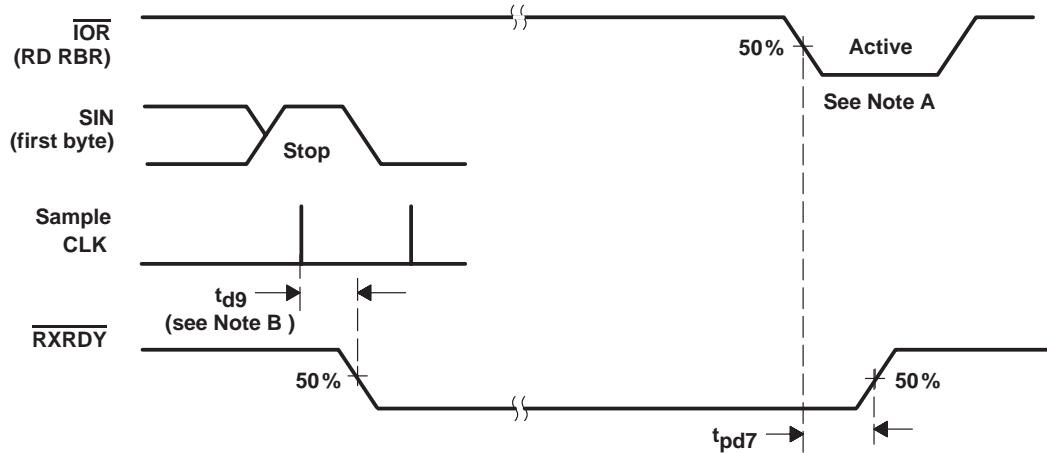 IOR
(RD RBR)
50%
Active
See Note A
SIN
(first byte)
Stop
Sample
CLK
td9
(see Note B )
RXRDY
50%
50%
tpd7